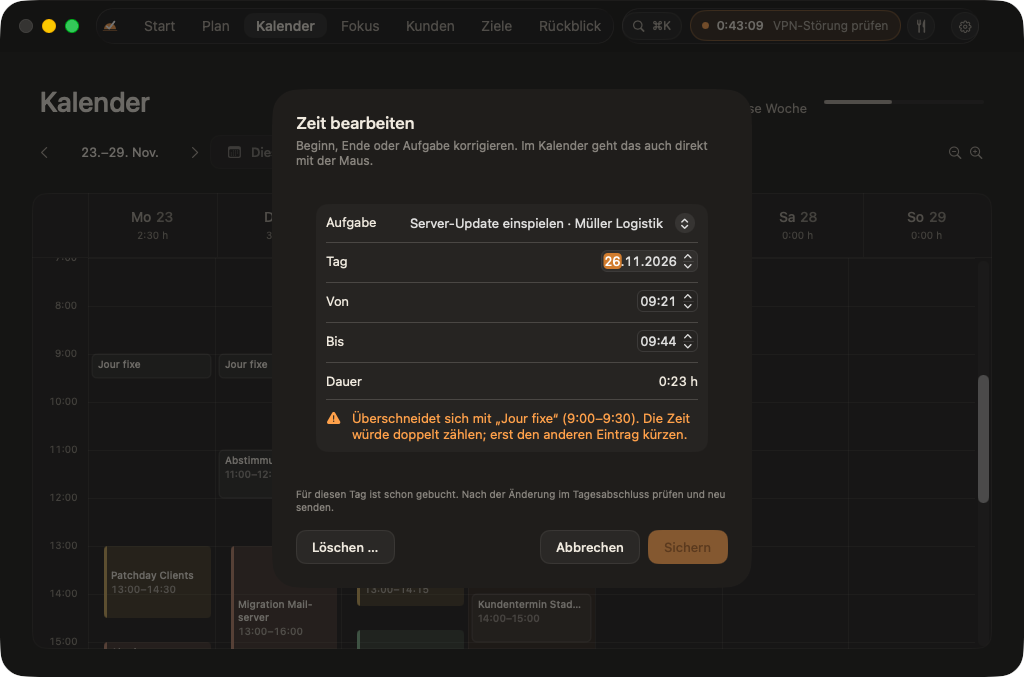 Start Plan Kalender Fokus Kunden Ziele Rückblick ⌘K 0:43:09 VPN-Störung prüfen
Kalender
se Woche
23.–29. Nov.
Die
Mo 23
2:30 h
D
3
Sa 28
0:00 h
So 29
0:00 h
7:00
8:00
9:00
10:00
11:00
12:00
13:00
14:00
15:00
Jour fixe
Jour fixe
Abstimmu
11:00–12:
Patchday Clients
13:00–14:30
Migration Mail-
server
13:00–16:00
13:00–14:15
Kundentermin Stad...
14:00–15:00
Zeit bearbeiten
Beginn, Ende oder Aufgabe korrigieren. Im Kalender geht das auch direkt
mit der Maus.
Aufgabe Server-Update einspielen · Müller Logistik
Tag 26.11.2026
Von 09:21
Bis 09:44
Dauer 0:23 h
Überschneidet sich mit „Jour fixe“ (9:00–9:30). Die Zeit
würde doppelt zählen; erst den anderen Eintrag kürzen.
Für diesen Tag ist schon gebucht. Nach der Änderung im Tagesabschluss prüfen und neu
senden.
Löschen ... Abbrechen Sichern